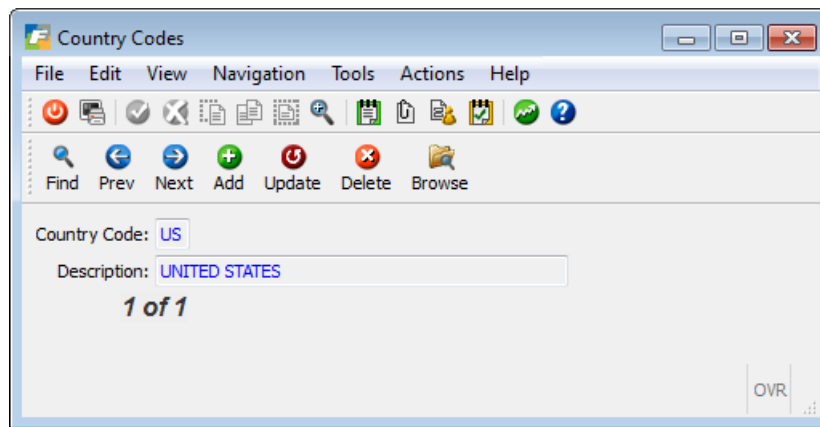 Country Codes
File Edit View Navigation Tools Actions Help
Find Prev Next Add Update Delete Browse
Country Code: US
Description: UNITED STATES
1 of 1
OVR